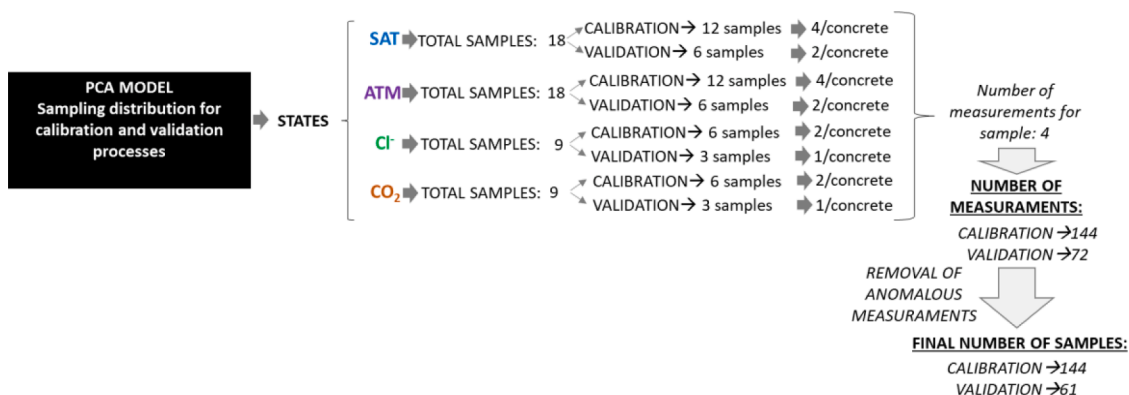 PCA MODEL
Sampling distribution for
calibration and validation
processes
STATES
SAT TOTAL SAMPLES: 18
CALIBRATION→ 12 samples 4/concrete
VALIDATION→ 6 samples 2/concrete
ATM TOTAL SAMPLES: 18
CALIBRATION→ 12 samples 4/concrete
VALIDATION→ 6 samples 2/concrete
Cl⁻ TOTAL SAMPLES: 9
CALIBRATION→ 6 samples 2/concrete
VALIDATION→ 3 samples 1/concrete
CO₂ TOTAL SAMPLES: 9
CALIBRATION→ 6 samples 2/concrete
VALIDATION→ 3 samples 1/concrete
Number of
measurements for
sample: 4
NUMBER OF
MEASURAMENTS:
CALIBRATION →144
VALIDATION →72
REMOVAL OF
ANOMALOUS
MEASURAMENTS
FINAL NUMBER OF SAMPLES:
CALIBRATION →144
VALIDATION →61